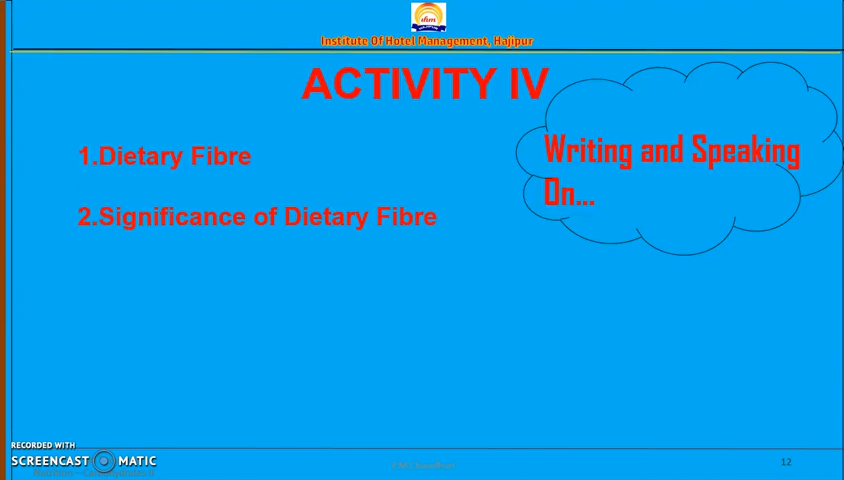 ihm
Institute Of Hotel Management, Hajipur
ACTIVITY IV
Writing and Speaking
On...
1.Dietary Fibre
2.Significance of Dietary Fibre
RECORDED WITH
SCREENCAST MATIC
12